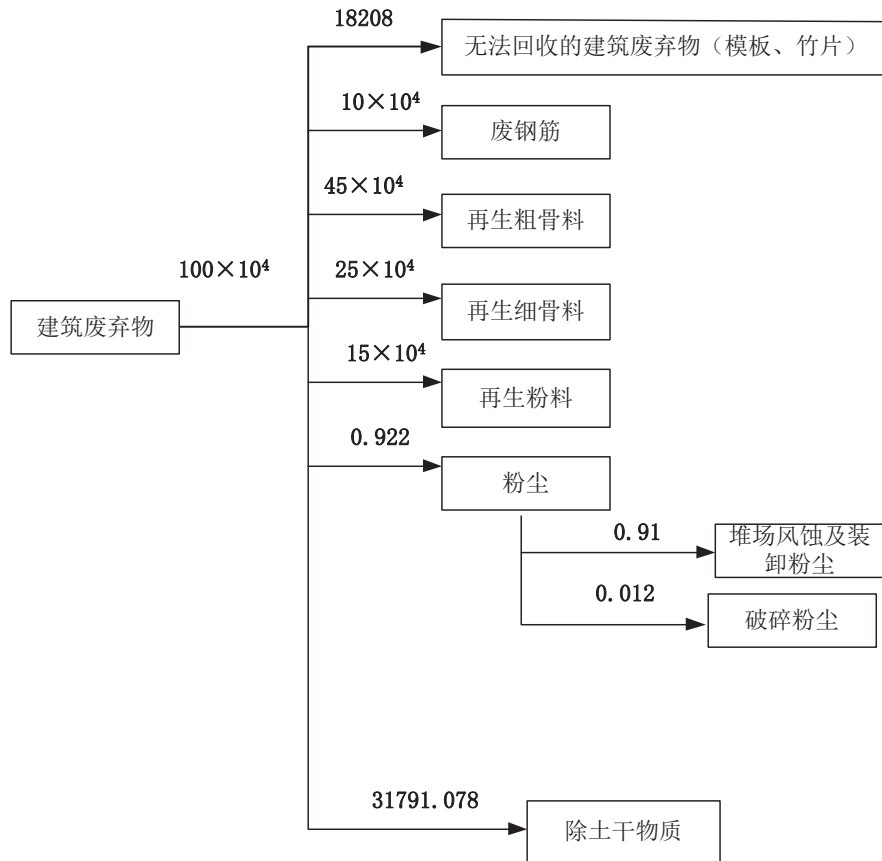 18208
无法回收的建筑废弃物（模板、竹片）
10×10⁴
废钢筋
45×10⁴
再生粗骨料
100×10⁴
建筑废弃物
25×10⁴
再生细骨料
15×10⁴
再生粉料
0.922
粉尘
0.91
堆场风蚀及装
卸粉尘
0.012
破碎粉尘
31791.078
除土干物质